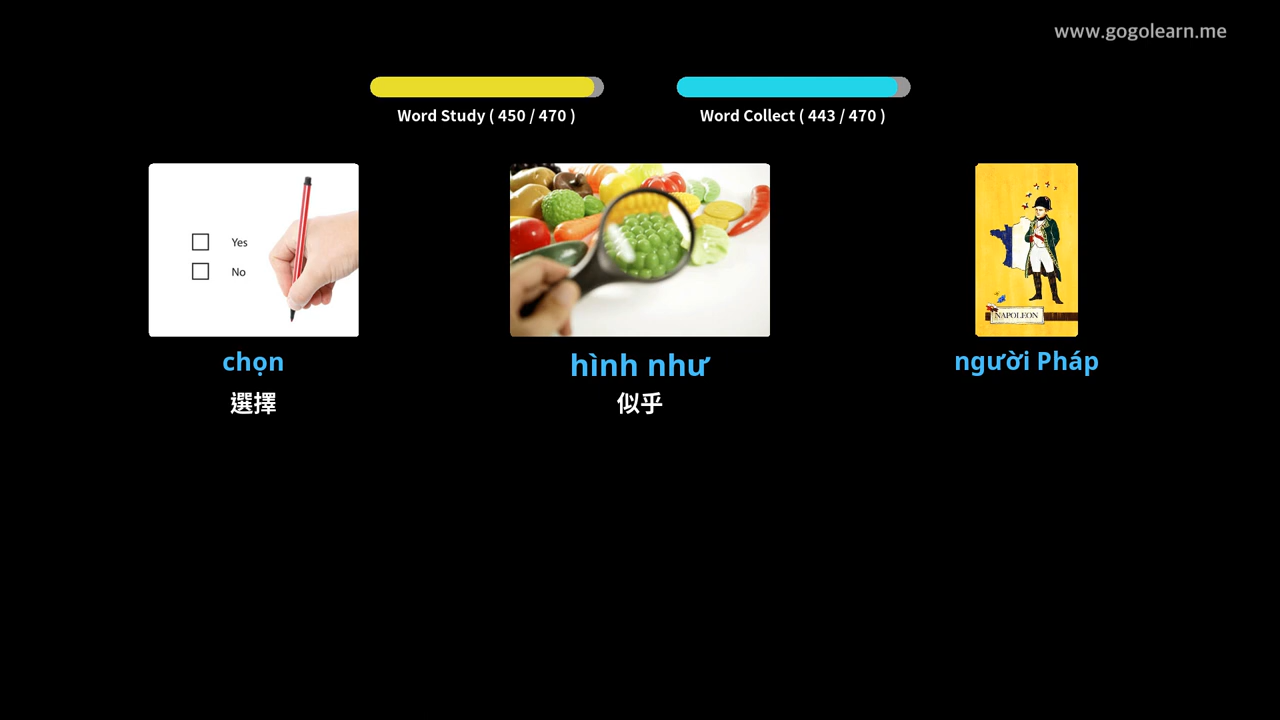 www.gogolearn.me
Word Study ( 450 / 470 )
Word Collect ( 443 / 470 )
Yes
No
NAPOLEON
chọn
hình như
người Pháp
選擇
似乎